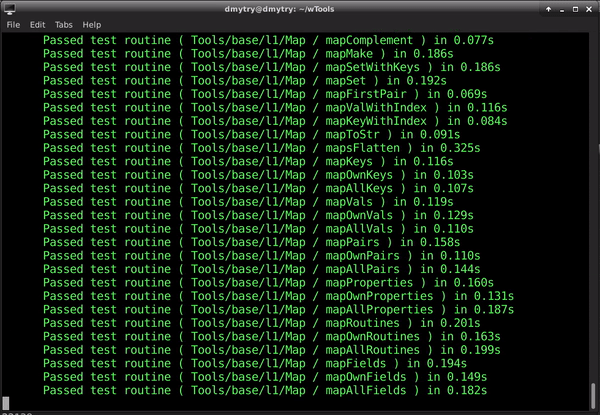 dmytry@dmytry: ~/wTools
File Edit Tabs Help
Passed test routine ( Tools/base/l1/Map / mapComplement ) in 0.077s
Passed test routine ( Tools/base/l1/Map / mapMake ) in 0.186s
Passed test routine ( Tools/base/l1/Map / mapSetWithKeys ) in 0.186s
Passed test routine ( Tools/base/l1/Map / mapSet ) in 0.192s
Passed test routine ( Tools/base/l1/Map / mapFirstPair ) in 0.069s
Passed test routine ( Tools/base/l1/Map / mapValWithIndex ) in 0.116s
Passed test routine ( Tools/base/l1/Map / mapKeyWithIndex ) in 0.084s
Passed test routine ( Tools/base/l1/Map / mapToStr ) in 0.091s
Passed test routine ( Tools/base/l1/Map / mapsFlatten ) in 0.325s
Passed test routine ( Tools/base/l1/Map / mapKeys ) in 0.116s
Passed test routine ( Tools/base/l1/Map / mapOwnKeys ) in 0.103s
Passed test routine ( Tools/base/l1/Map / mapAllKeys ) in 0.107s
Passed test routine ( Tools/base/l1/Map / mapVals ) in 0.119s
Passed test routine ( Tools/base/l1/Map / mapOwnVals ) in 0.129s
Passed test routine ( Tools/base/l1/Map / mapAllVals ) in 0.110s
Passed test routine ( Tools/base/l1/Map / mapPairs ) in 0.158s
Passed test routine ( Tools/base/l1/Map / mapOwnPairs ) in 0.110s
Passed test routine ( Tools/base/l1/Map / mapAllPairs ) in 0.144s
Passed test routine ( Tools/base/l1/Map / mapProperties ) in 0.160s
Passed test routine ( Tools/base/l1/Map / mapOwnProperties ) in 0.131s
Passed test routine ( Tools/base/l1/Map / mapAllProperties ) in 0.187s
Passed test routine ( Tools/base/l1/Map / mapRoutines ) in 0.201s
Passed test routine ( Tools/base/l1/Map / mapOwnRoutines ) in 0.163s
Passed test routine ( Tools/base/l1/Map / mapAllRoutines ) in 0.199s
Passed test routine ( Tools/base/l1/Map / mapFields ) in 0.194s
Passed test routine ( Tools/base/l1/Map / mapOwnFields ) in 0.149s
Passed test routine ( Tools/base/l1/Map / mapAllFields ) in 0.182s